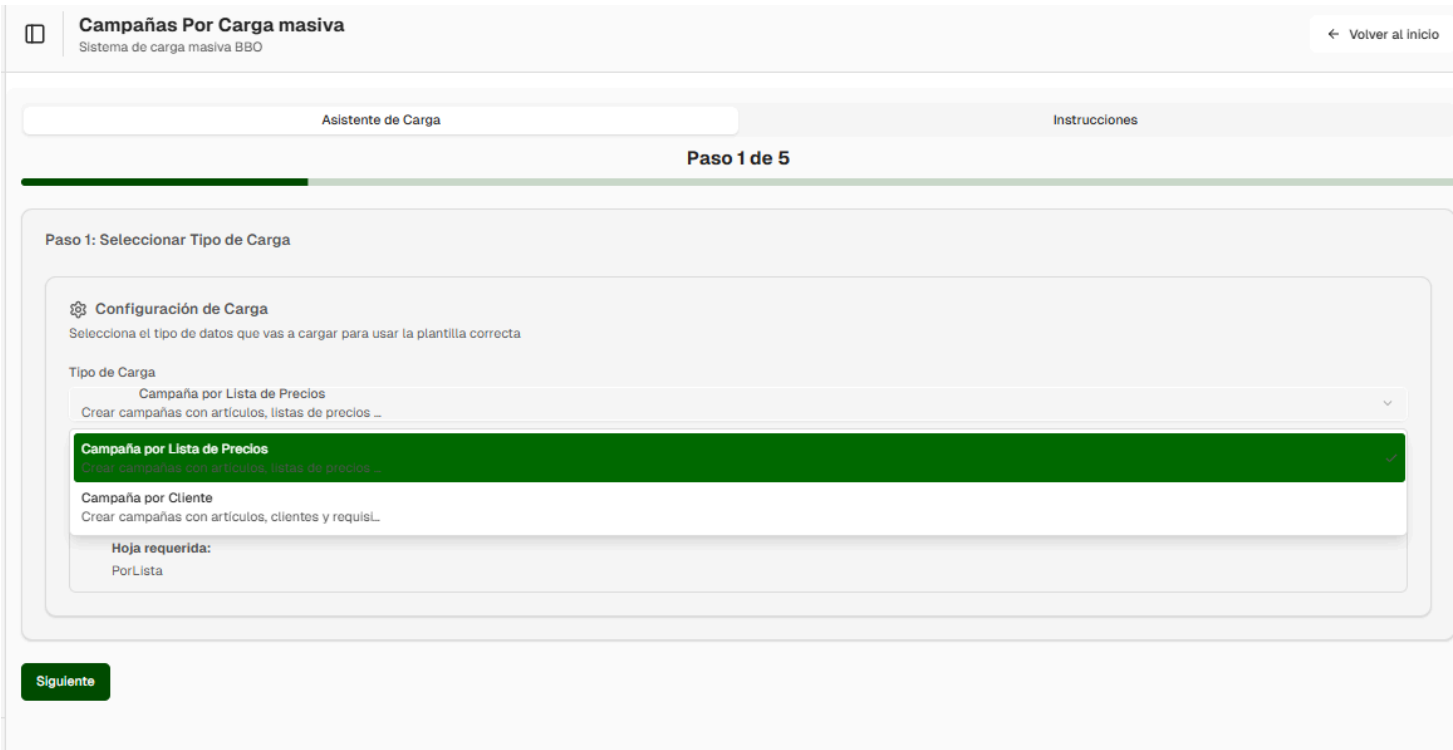 Campañas Por Carga masiva
Sistema de carga masiva BBO
← Volver al inicio
Asistente de Carga
Instrucciones
Paso 1 de 5
Paso 1: Seleccionar Tipo de Carga
Configuración de Carga
Selecciona el tipo de datos que vas a cargar para usar la plantilla correcta
Tipo de Carga
Campaña por Lista de Precios
Crear campañas con artículos, listas de precios ...
Campaña por Lista de Precios
Crear campañas con artículos, listas de precios ...
Campaña por Cliente
Crear campañas con artículos, clientes y requisi...
Hoja requerida:
PorLista
Siguiente